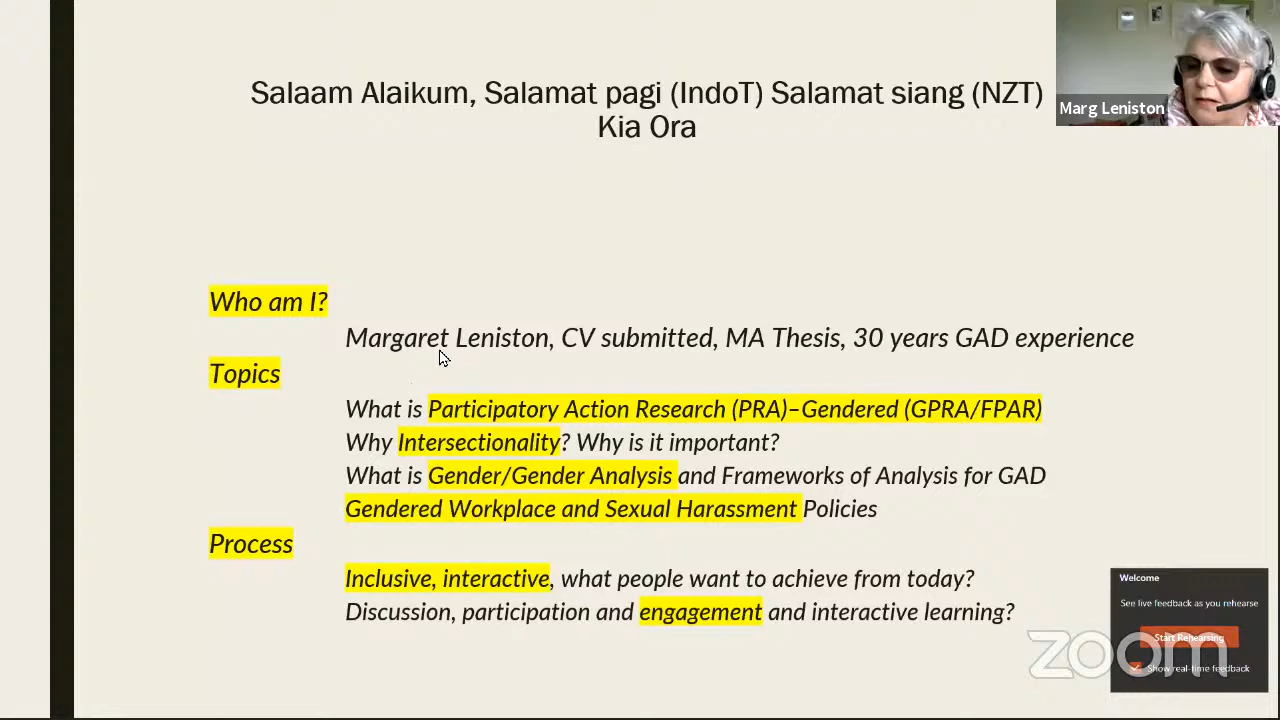 Salaam Alaikum, Salamat pagi (IndoT) Salamat siang (NZT)
Kia Ora
Marg Leniston
Who am I?
Margaret Leniston, CV submitted, MA Thesis, 30 years GAD experience
Topics
What is Participatory Action Research (PRA)–Gendered (GPRA/FPAR)
Why Intersectionality? Why is it important?
What is Gender/Gender Analysis and Frameworks of Analysis for GAD
Gendered Workplace and Sexual Harassment Policies
Process
Inclusive, interactive, what people want to achieve from today?
Discussion, participation and engagement and interactive learning?
Welcome
See live feedback as you rehearse
Start Rehearsing
Show real-time feedback
zoom